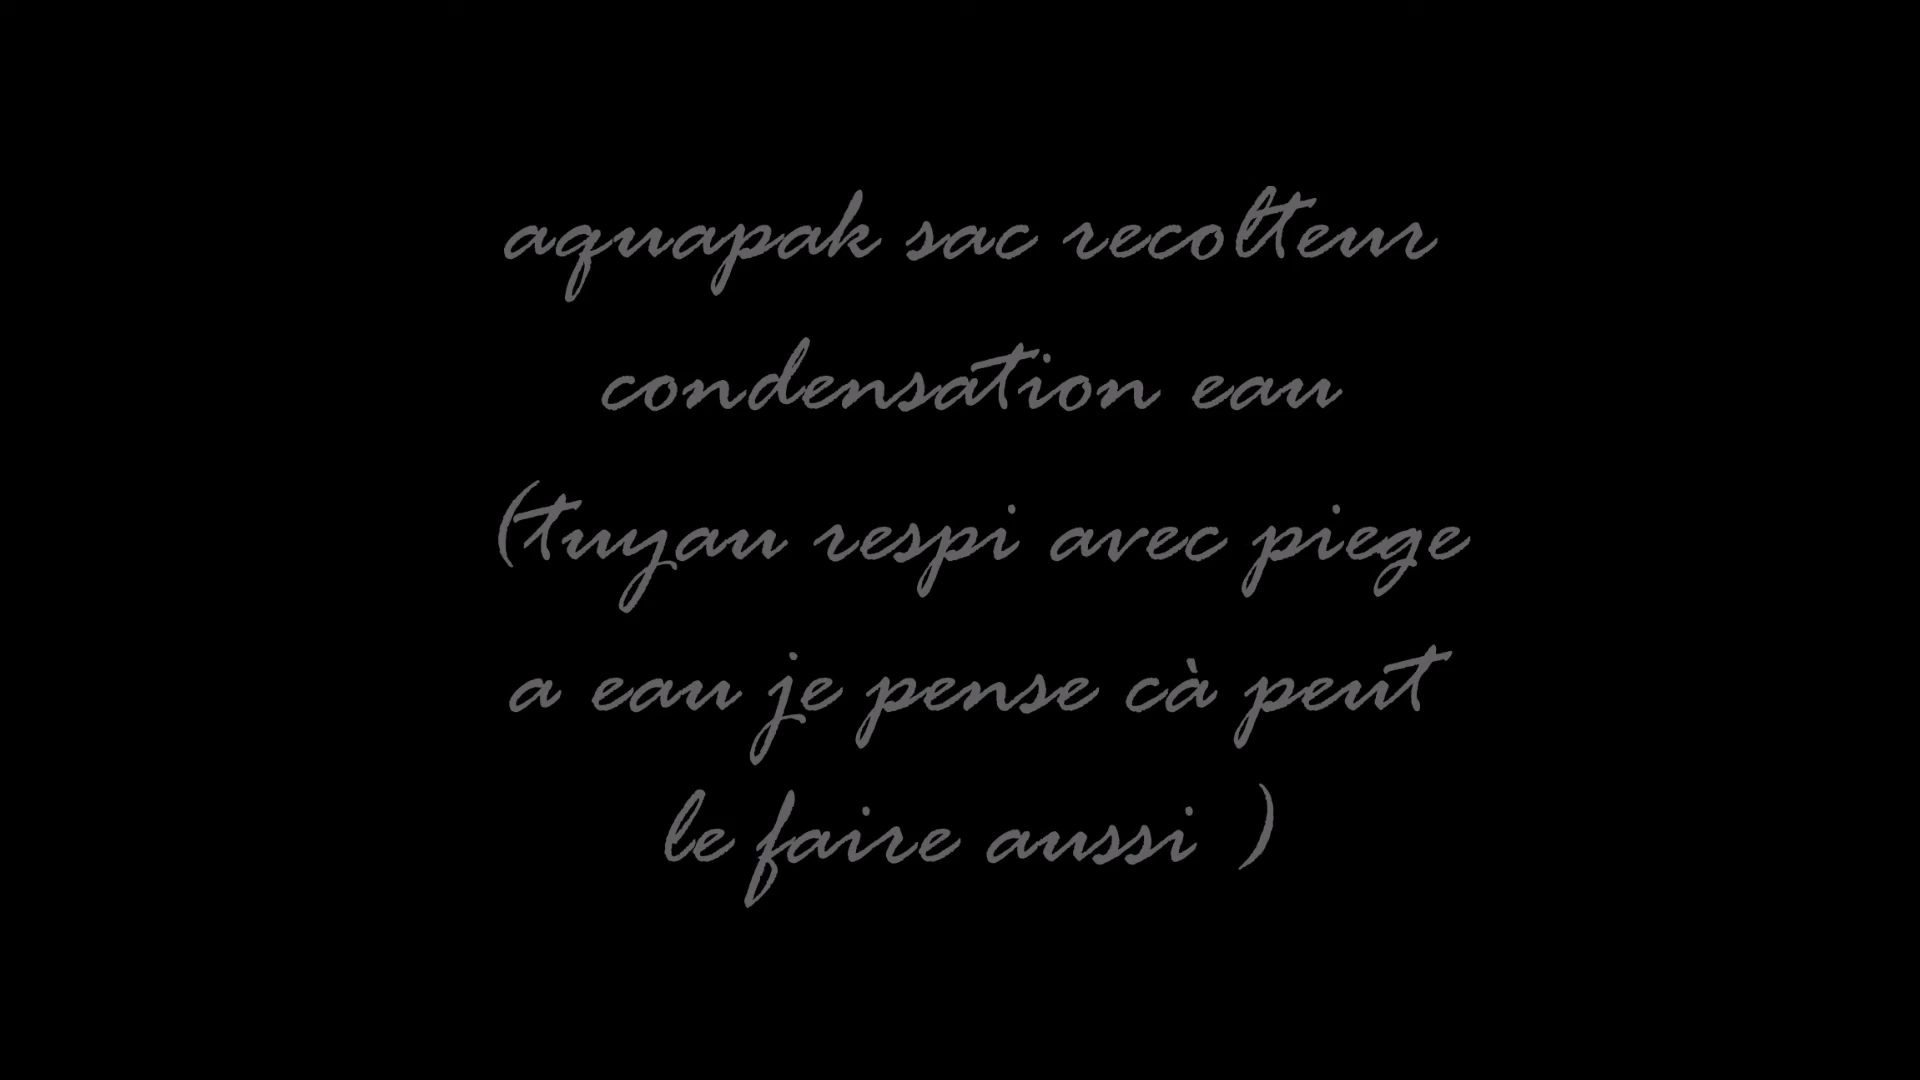 aquapak sac recolteur
condensation eau
(tuyau respi avec piege
a eau je pense cà peut
le faire aussi )